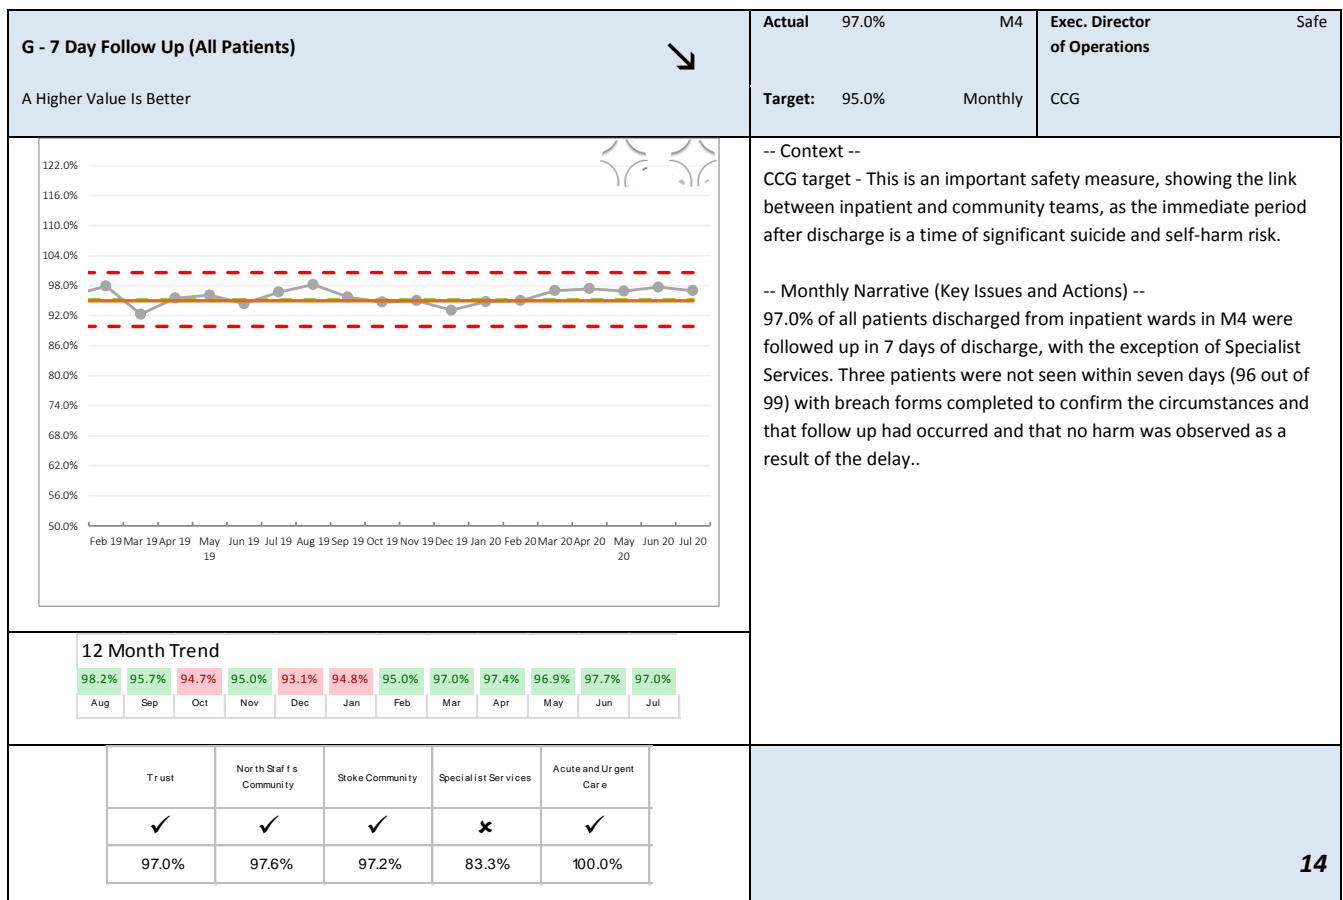 G - 7 Day Follow Up (All Patients)
A Higher Value Is Better
Actual 97.0% M4
Target: 95.0% Monthly
Exec. Director Safe
of Operations
CCG
122.0%
116.0%
110.0%
104.0%
98.0%
92.0%
86.0%
80.0%
74.0%
68.0%
62.0%
56.0%
50.0%
Feb 19 Mar 19 Apr 19 May 19 Jun 19 Jul 19 Aug 19 Sep 19 Oct 19 Nov 19 Dec 19 Jan 20 Feb 20 Mar 20 Apr 20 May 20 Jun 20 Jul 20
-- Context --
CCG target - This is an important safety measure, showing the link
between inpatient and community teams, as the immediate period
after discharge is a time of significant suicide and self-harm risk.
-- Monthly Narrative (Key Issues and Actions) --
97.0% of all patients discharged from inpatient wards in M4 were
followed up in 7 days of discharge, with the exception of Specialist
Services. Three patients were not seen within seven days (96 out of
99) with breach forms completed to confirm the circumstances and
that follow up had occurred and that no harm was observed as a
result of the delay..
12 Month Trend
98.2% 95.7% 94.7% 95.0% 93.1% 94.8% 95.0% 97.0% 97.4% 96.9% 97.7% 97.0%
Aug Sep Oct Nov Dec Jan Feb Mar Apr May Jun Jul
Trust North Staffs Community Stoke Community Specialist Services Acute and Urgent Care
✓ ✓ ✓ ✘ ✓
97.0% 97.6% 97.2% 83.3% 100.0%
14